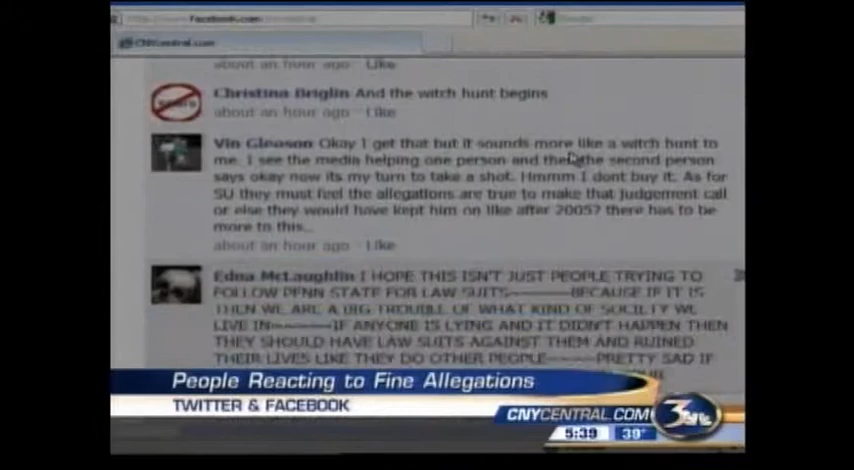 Facebook.com
CNYCentral.com
about an hour ago · Like
Christina Briglin And the witch hunt begins
about an hour ago · Like
Vin Gleason Okay I get that but it sounds more like a witch hunt to
me. I see the media helping one person and then the second person
says okay now its my turn to take a shot. Hmmm I dont buy it. As for
SU they must feel the allegations are true to make that judgement call
or else they would have kept him on like after 2005? there has to be
more to this...
about an hour ago · Like
Edna McLaughlin I HOPE THIS ISN'T JUST PEOPLE TRYING TO
FOLLOW PENN STATE FOR LAW SUITS---------BECAUSE IF IT IS
THEN WE ARE A BIG TROUBLE OF WHAT KIND OF SOCIETY WE
LIVE IN--------IF ANYONE IS LYING AND IT DIDN'T HAPPEN THEN
THEY SHOULD HAVE LAW SUITS AGAINST THEM AND RUINED
THEIR LIVES LIKE THEY DO OTHER PEOPLE-------PRETTY SAD IF
People Reacting to Fine Allegations
TWITTER & FACEBOOK
CNYCENTRAL.COM
3
5:39 39°